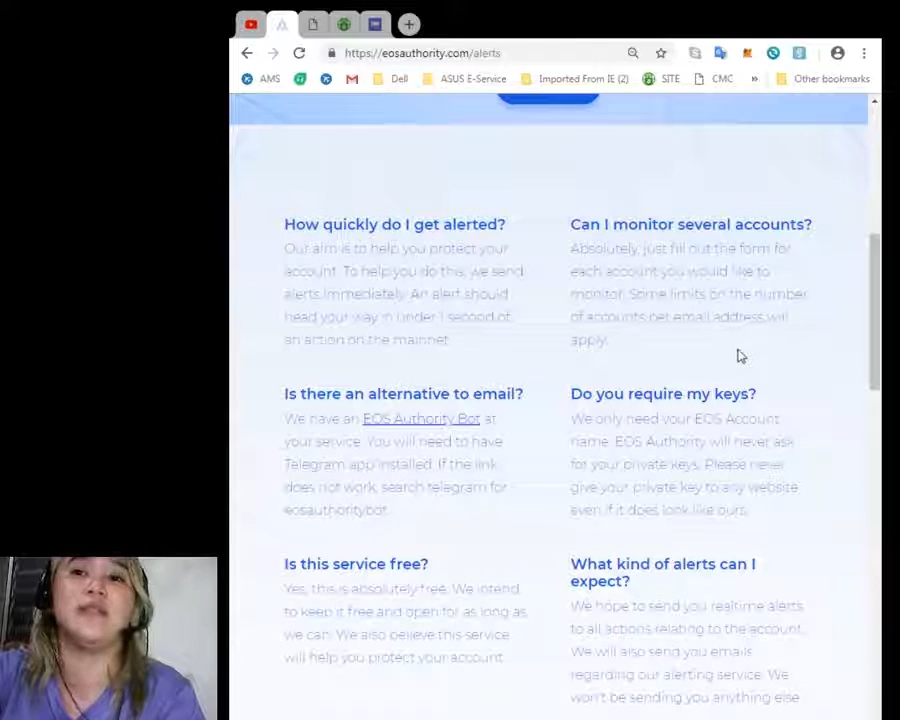 https://eosauthority.com/alerts
AMS
Dell
ASUS E-Service
Imported From IE (2)
SITE
CMC
»
Other bookmarks
How quickly do I get alerted?
Our aim is to help you protect your
account. To help you do this, we send
alerts immediately. An alert should
head your way in under 1 second of
an action on the mainnet.
Can I monitor several accounts?
Absolutely, just fill out the form for
each account you would like to
monitor. Some limits on the number
of accounts per email address will
apply.
Is there an alternative to email?
We have an EOS Authority Bot at
your service. You will need to have
Telegram app installed. If the link
does not work, search telegram for
eosauthoritybot.
Do you require my keys?
We only need your EOS Account
name. EOS Authority will never ask
for your private keys. Please never
give your private key to any website
even if it does look like ours.
Is this service free?
Yes, this is absolutely free. We intend
to keep it free and open for as long as
we can. We also believe this service
will help you protect your account.
What kind of alerts can I
expect?
We hope to send you realtime alerts
to all actions relating to the account.
We will also send you emails
regarding our alerting service. We
won't be sending you anything else